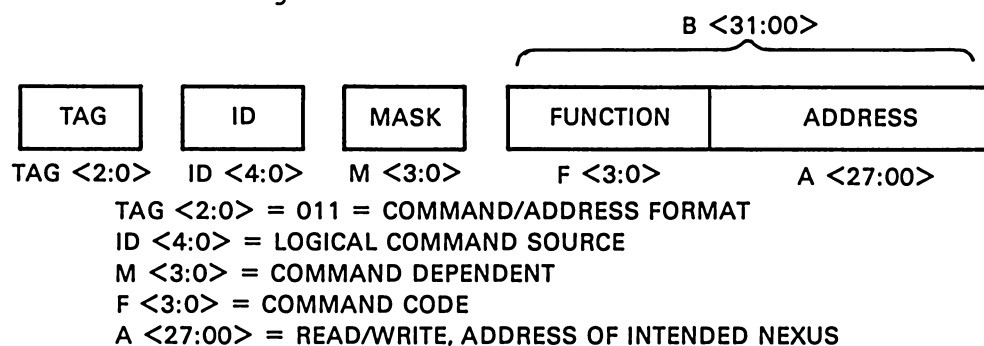 B <31:00>
TAG ID MASK FUNCTION ADDRESS
TAG <2:0> ID <4:0> M <3:0> F <3:0> A <27:00>
TAG <2:0> = 011 = COMMAND/ADDRESS FORMAT
ID <4:0> = LOGICAL COMMAND SOURCE
M <3:0> = COMMAND DEPENDENT
F <3:0> = COMMAND CODE
A <27:00> = READ/WRITE, ADDRESS OF INTENDED NEXUS